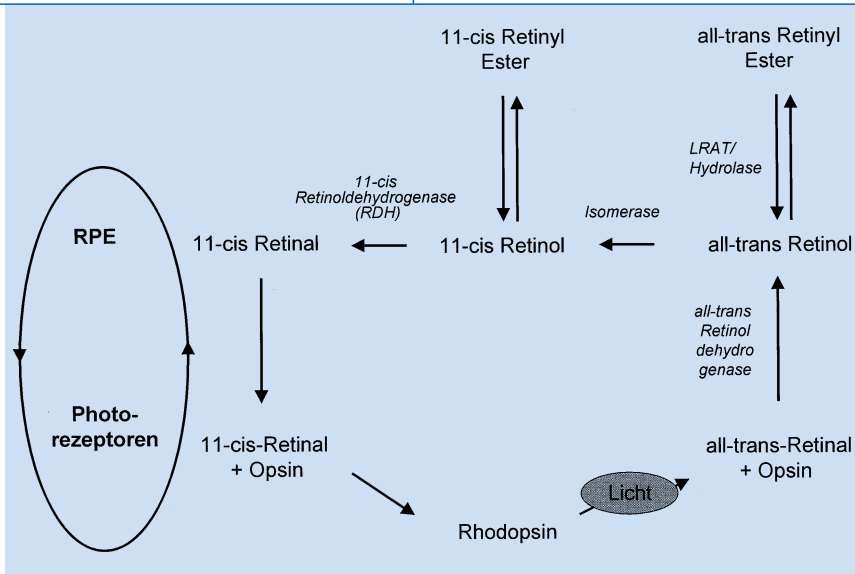 11-cis Retinyl
Ester
all-trans Retinyl
Ester
LRAT/
Hydrolase
11-cis
Retinoldehydrogenase
(RDH)
Isomerase
RPE
11-cis Retinal
11-cis Retinol
all-trans Retinol
all-trans
Retinol
dehydro
genase
Photo-
rezeptoren
11-cis-Retinal
+ Opsin
all-trans-Retinal
+ Opsin
Licht
Rhodopsin